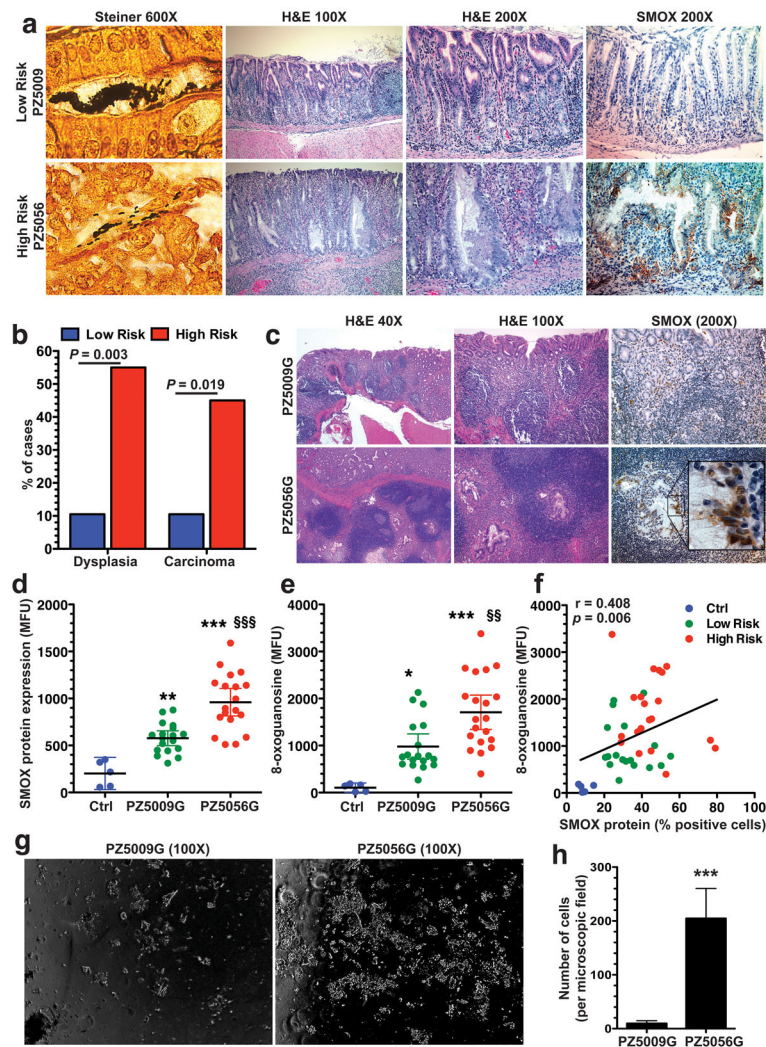 a
Steiner 600X
H&E 100X
H&E 200X
SMOX 200X
Low Risk
PZ5009
High Risk
PZ5056
b
Low Risk
High Risk
P = 0.003
P = 0.019
% of cases
60
50
40
30
20
10
0
Dysplasia
Carcinoma
c
H&E 40X
H&E 100X
SMOX (200X)
PZ5009G
PZ5056G
d
SMOX protein expression (MFU)
2000
1500
1000
500
0
**
*** §§§
Ctrl
PZ5009G
PZ5056G
e
8-oxoguanosine (MFU)
4000
3000
2000
1000
0
*
*** §§
Ctrl
PZ5009G
PZ5056G
f
r = 0.408
p = 0.006
Ctrl
Low Risk
High Risk
8-oxoguanosine (MFU)
4000
3000
2000
1000
0
0 20 40 60 80 100
SMOX protein (% positive cells)
g
PZ5009G (100X)
PZ5056G (100X)
h
Number of cells
(per microscopic field)
300
200
100
0
***
PZ5009G
PZ5056G